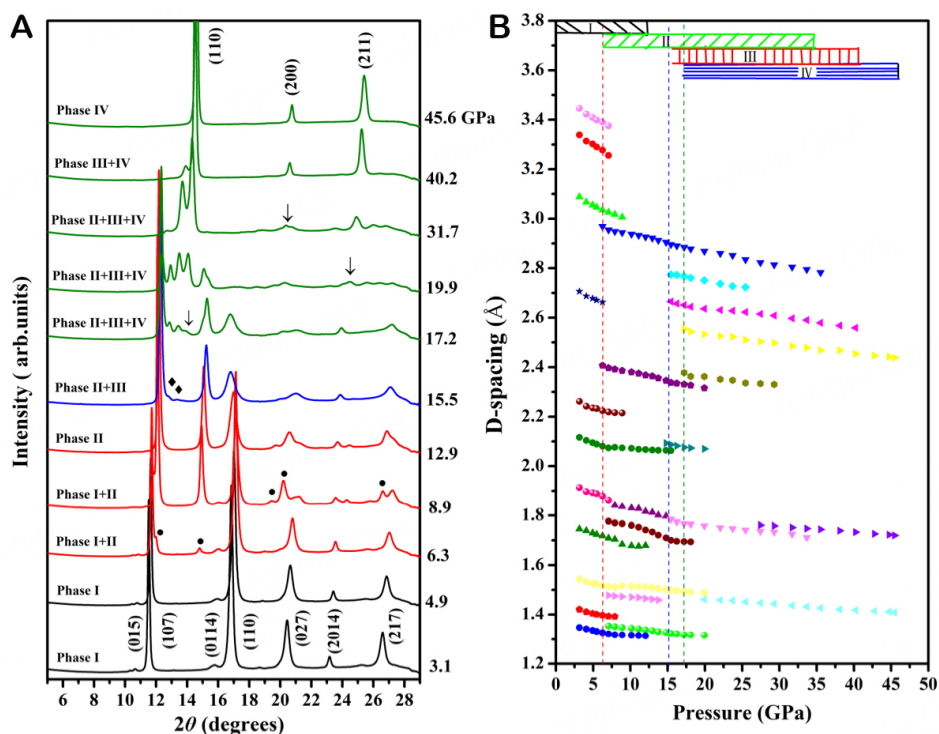 A
Intensity ( arb.units)
(110)
(200)
(211)
Phase IV
45.6 GPa
Phase III+IV
40.2
Phase II+III+IV
31.7
Phase II+III+IV
19.9
Phase II+III+IV
17.2
Phase II+III
15.5
Phase II
12.9
Phase I+II
8.9
Phase I+II
6.3
Phase I
4.9
Phase I
3.1
(015)
(107)
(0114)
(110)
(027)
(2014)
(217)
6 8 10 12 14 16 18 20 22 24 26 28
2θ (degrees)
B
D-spacing (Å)
3.8
3.6
3.4
3.2
3.0
2.8
2.6
2.4
2.2
2.0
1.8
1.6
1.4
1.2
I
II
III
IV
0 5 10 15 20 25 30 35 40 45 50
Pressure (GPa)